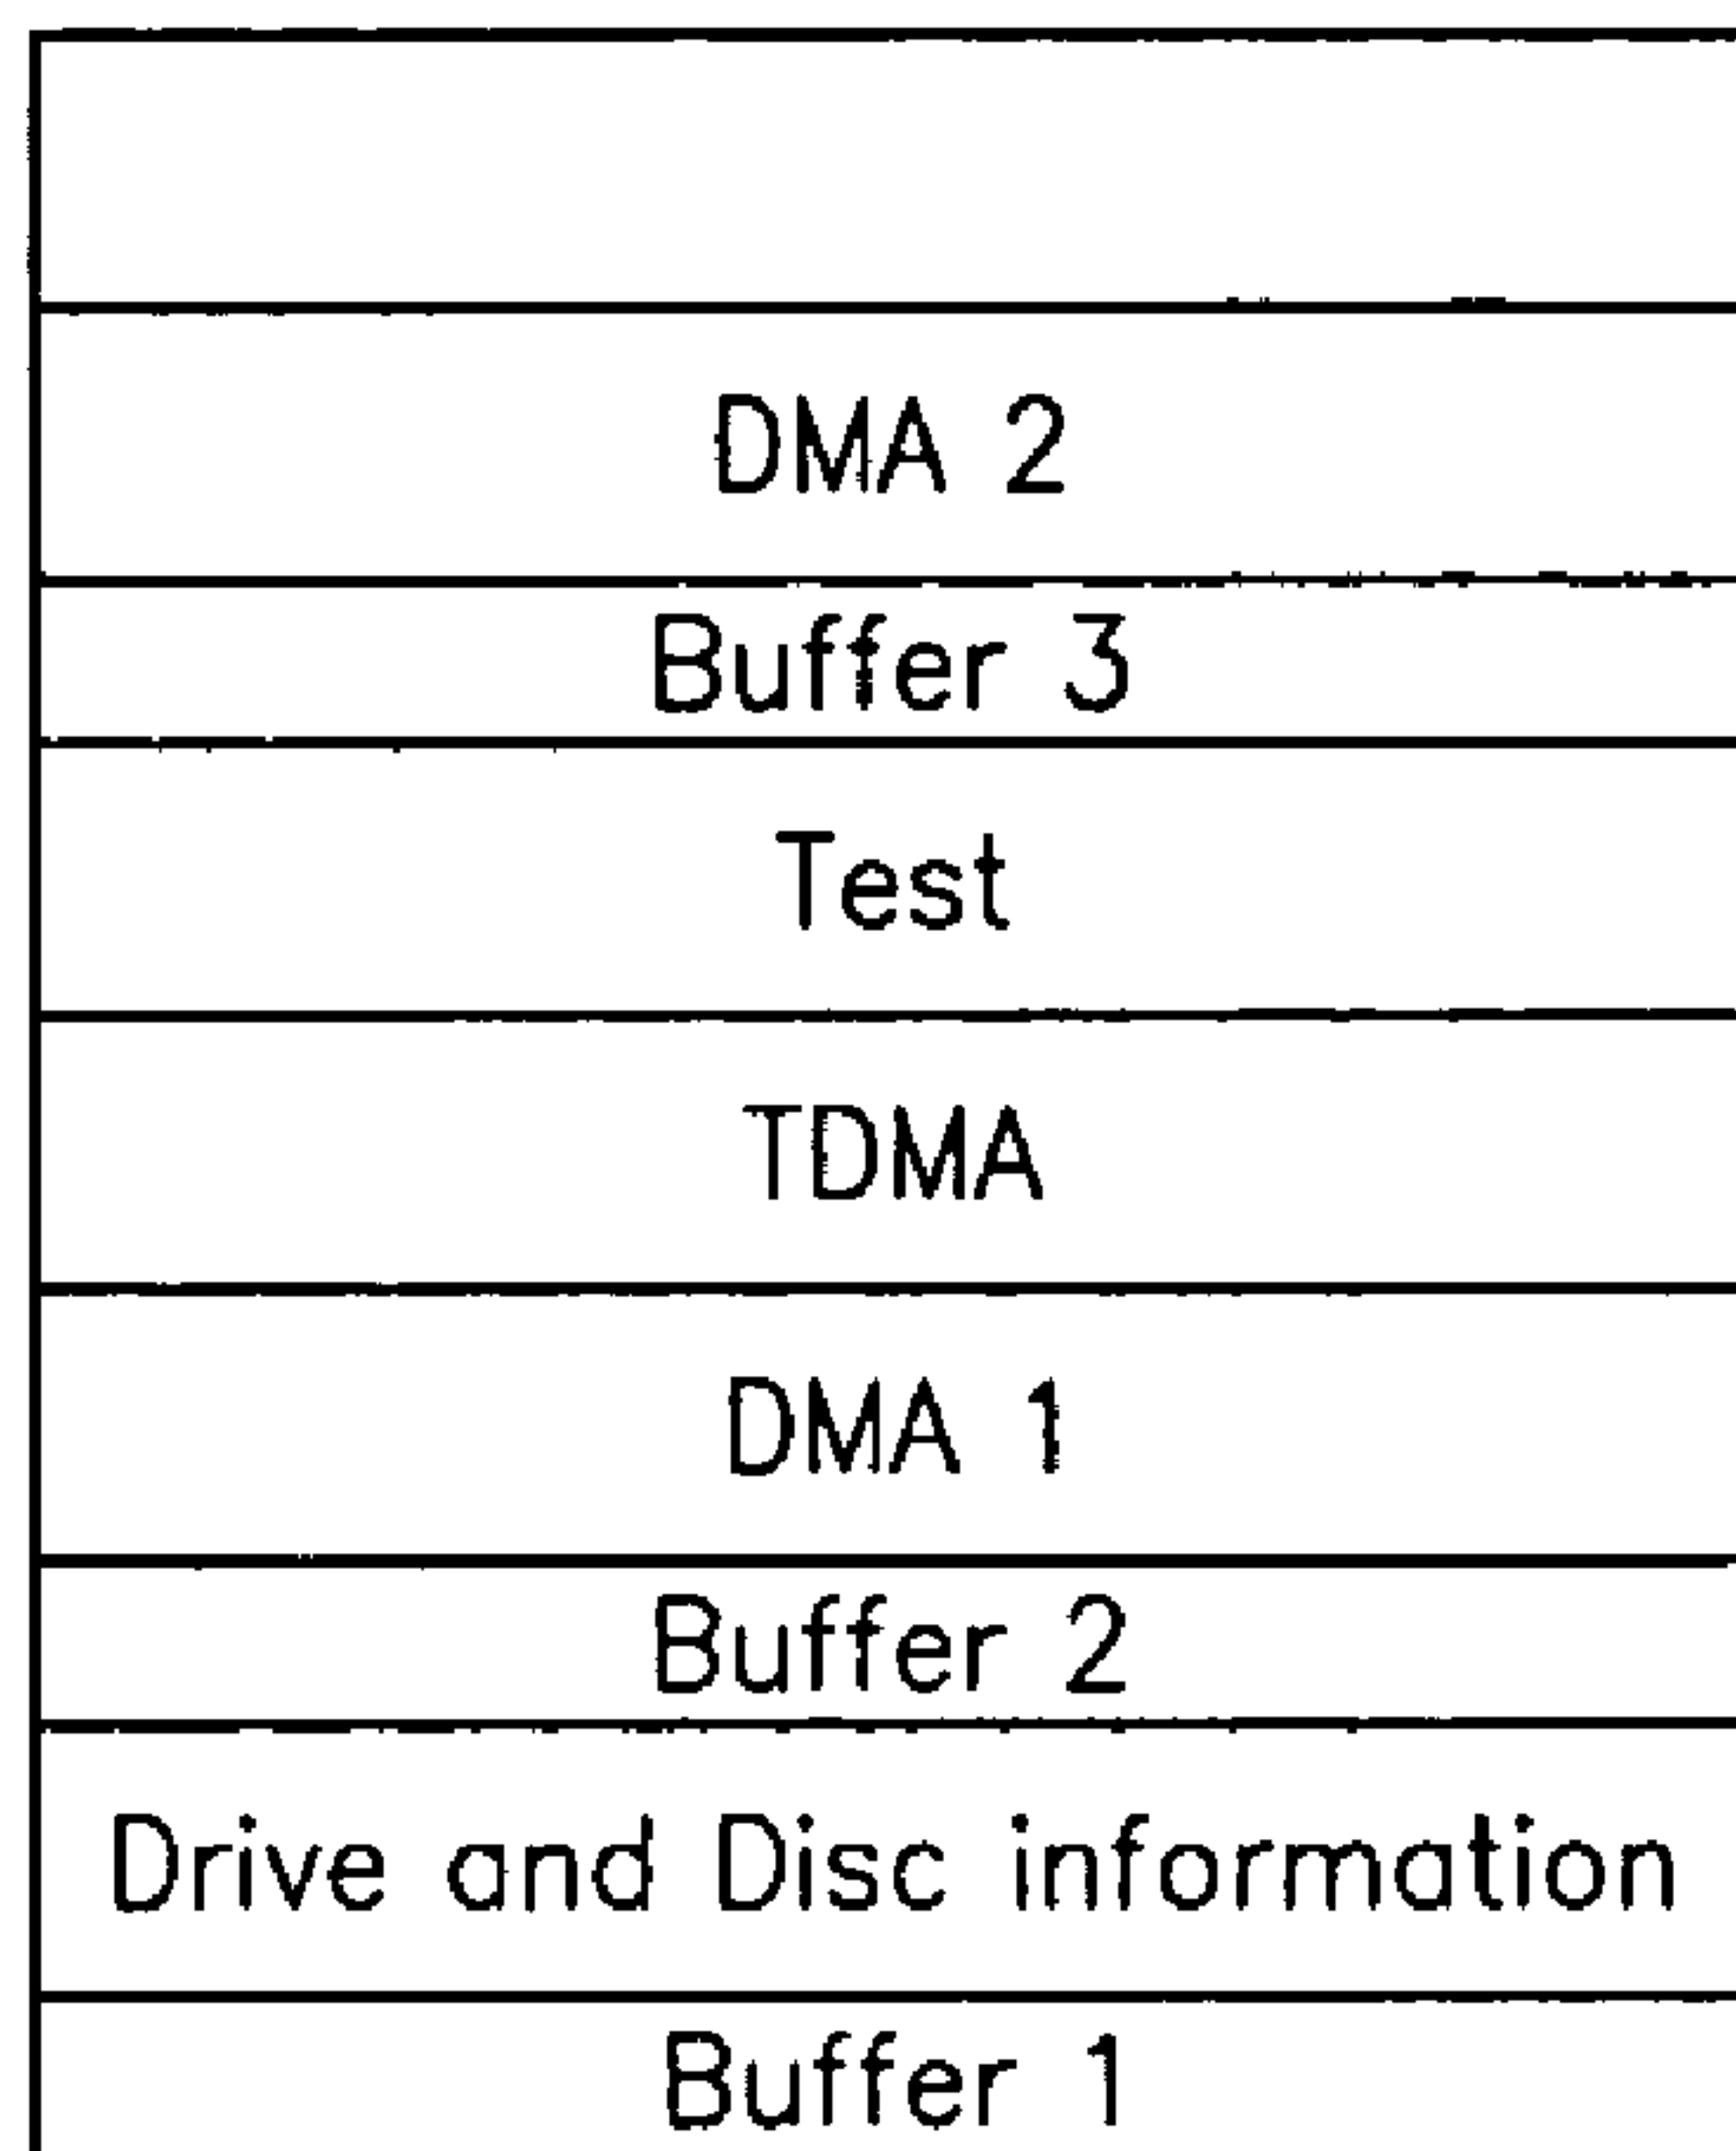 DMA 2
Buffer 3
Test
TDMA
DMA 1
Buffer 2
Drive and Disc information
Buffer 1